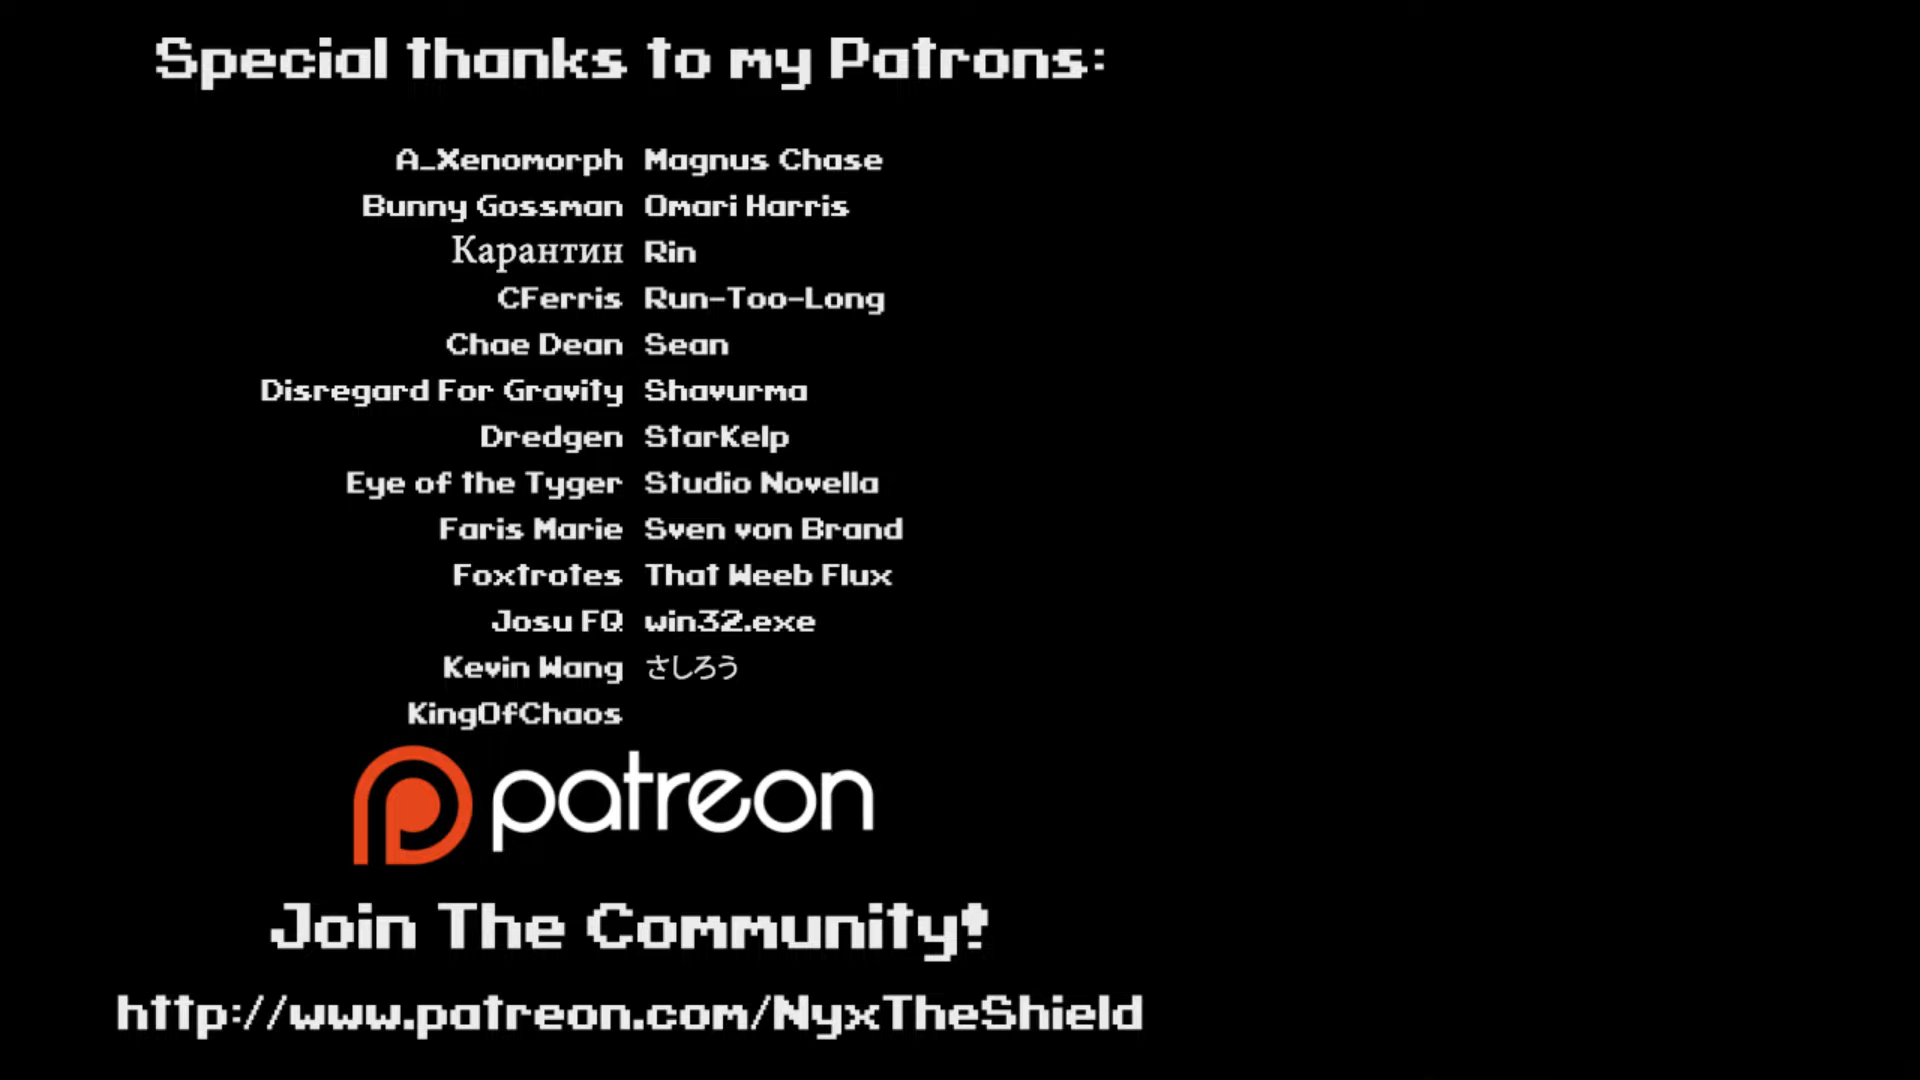 Special thanks to my Patrons:
A_Xenomorph Magnus Chase
Bunny Gossman Omari Harris
Карантин Rin
CFerris Run-Too-Long
Chae Dean Sean
Disregard For Gravity Shavurma
Dredgen StarKelp
Eye of the Tyger Studio Novella
Faris Marie Sven von Brand
Foxtrotes That Weeb Flux
Josu FQ win32.exe
Kevin Wang さしろう
KingOfChaos
patreon
Join The Community!
http://www.patreon.com/NyxTheShield